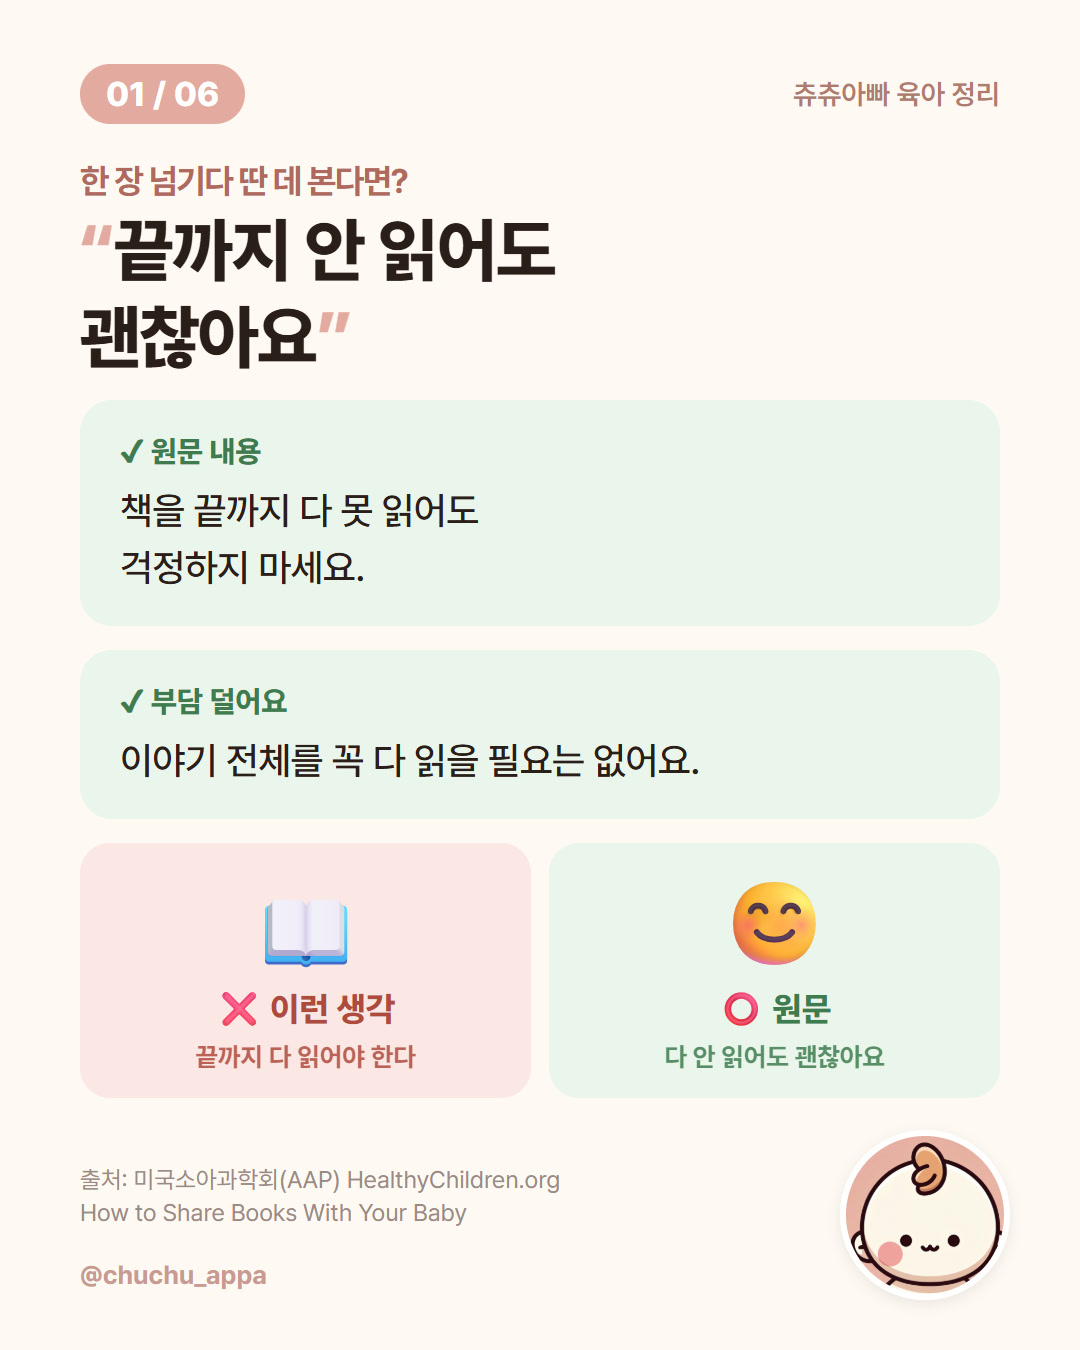 01 / 06
츄츄아빠 육아 정리
한 장 넘기다 딴 데 본다면?
“끝까지 안 읽어도
괜찮아요”
✓ 원문 내용
책을 끝까지 다 못 읽어도
걱정하지 마세요.
✓ 부담 덜어요
이야기 전체를 꼭 다 읽을 필요는 없어요.
❌ 이런 생각
끝까지 다 읽어야 한다
⭕ 원문
다 안 읽어도 괜찮아요
출처: 미국소아과학회(AAP) HealthyChildren.org
How to Share Books With Your Baby
@chuchu_appa